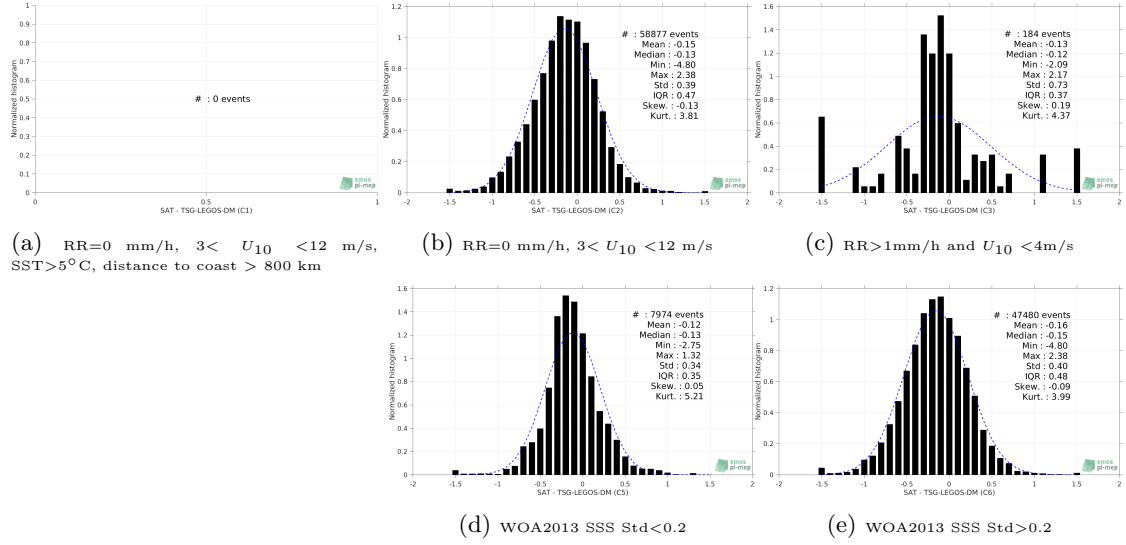 1
0.9
0.8
0.7
0.6
0.5
0.4
0.3
0.2
0.1
0
Normalized histogram
# : 0 events
smos
pi-mep
0 0.5 1
SAT - TSG-LEGOS-DM (C1)
(a) RR=0 mm/h, 3< U10 <12 m/s,
SST>5°C, distance to coast > 800 km
1.2
1
0.8
0.6
0.4
0.2
0
Normalized histogram
# : 58877 events
Mean : -0.15
Median : -0.13
Min : -4.80
Max : 2.38
Std : 0.39
IQR : 0.47
Skew. : -0.13
Kurt. : 3.81
smos
pi-mep
-2 -1.5 -1 -0.5 0 0.5 1 1.5 2
SAT - TSG-LEGOS-DM (C2)
(b) RR=0 mm/h, 3< U10 <12 m/s
1.6
1.4
1.2
1
0.8
0.6
0.4
0.2
0
Normalized histogram
# : 184 events
Mean : -0.13
Median : -0.12
Min : -2.09
Max : 2.17
Std : 0.73
IQR : 0.37
Skew. : 0.19
Kurt. : 4.37
smos
pi-mep
-2 -1.5 -1 -0.5 0 0.5 1 1.5 2
SAT - TSG-LEGOS-DM (C3)
(c) RR>1mm/h and U10 <4m/s
1.6
1.4
1.2
1
0.8
0.6
0.4
0.2
0
Normalized histogram
# : 7974 events
Mean : -0.12
Median : -0.13
Min : -2.75
Max : 1.32
Std : 0.34
IQR : 0.35
Skew. : 0.05
Kurt. : 5.21
smos
pi-mep
-2 -1.5 -1 -0.5 0 0.5 1 1.5 2
SAT - TSG-LEGOS-DM (C5)
(d) WOA2013 SSS Std<0.2
1.2
1
0.8
0.6
0.4
0.2
0
Normalized histogram
# : 47480 events
Mean : -0.16
Median : -0.15
Min : -4.80
Max : 2.38
Std : 0.40
IQR : 0.48
Skew. : -0.09
Kurt. : 3.99
smos
pi-mep
-2 -1.5 -1 -0.5 0 0.5 1 1.5 2
SAT - TSG-LEGOS-DM (C6)
(e) WOA2013 SSS Std>0.2